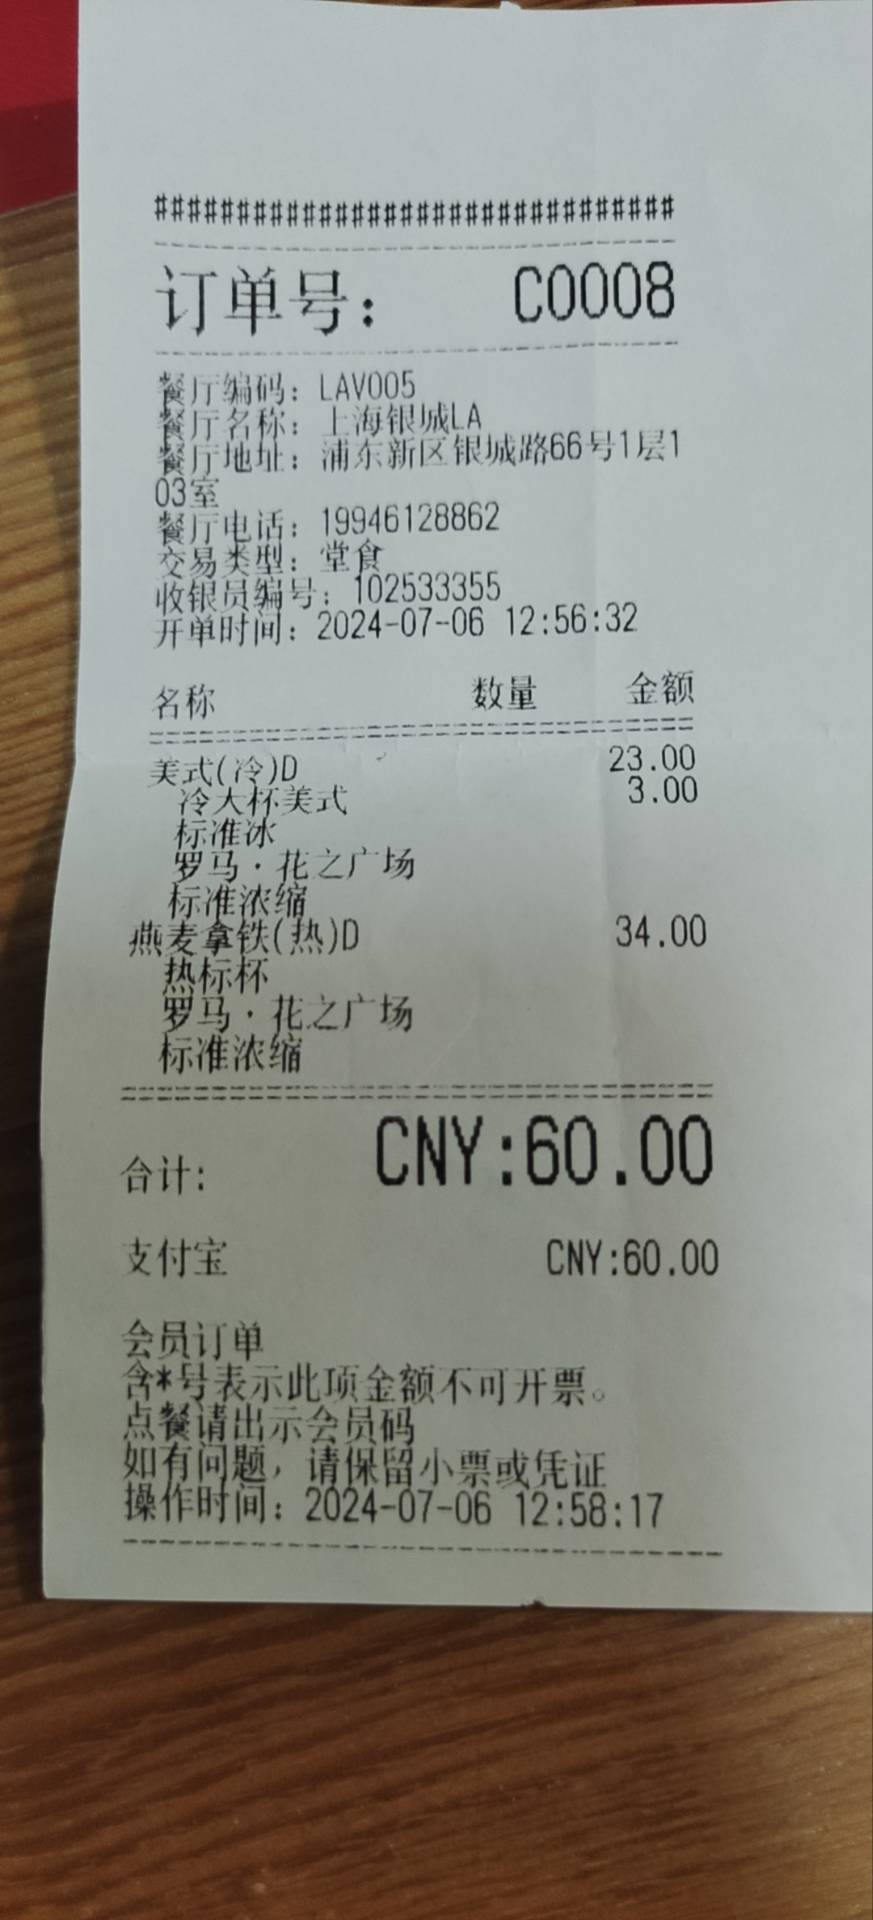 ################################
订单号： C0008
餐厅编码：LAV005
餐厅名称：上海银城LA
餐厅地址：浦东新区银城路66号1层1
03室
餐厅电话：19946128862
交易类型：堂食
收银员编号：102533355
开单时间：2024-07-06 12:56:32
名称 数量 金额
美式(冷)D 23.00
冷大杯美式 3.00
标准冰
罗马·花之广场
标准浓缩
燕麦拿铁(热)D 34.00
热标杯
罗马·花之广场
标准浓缩
合计: CNY:60.00
支付宝 CNY:60.00
会员订单
含*号表示此项金额不可开票。
点餐请出示会员码
如有问题，请保留小票或凭证
操作时间：2024-07-06 12:58:17